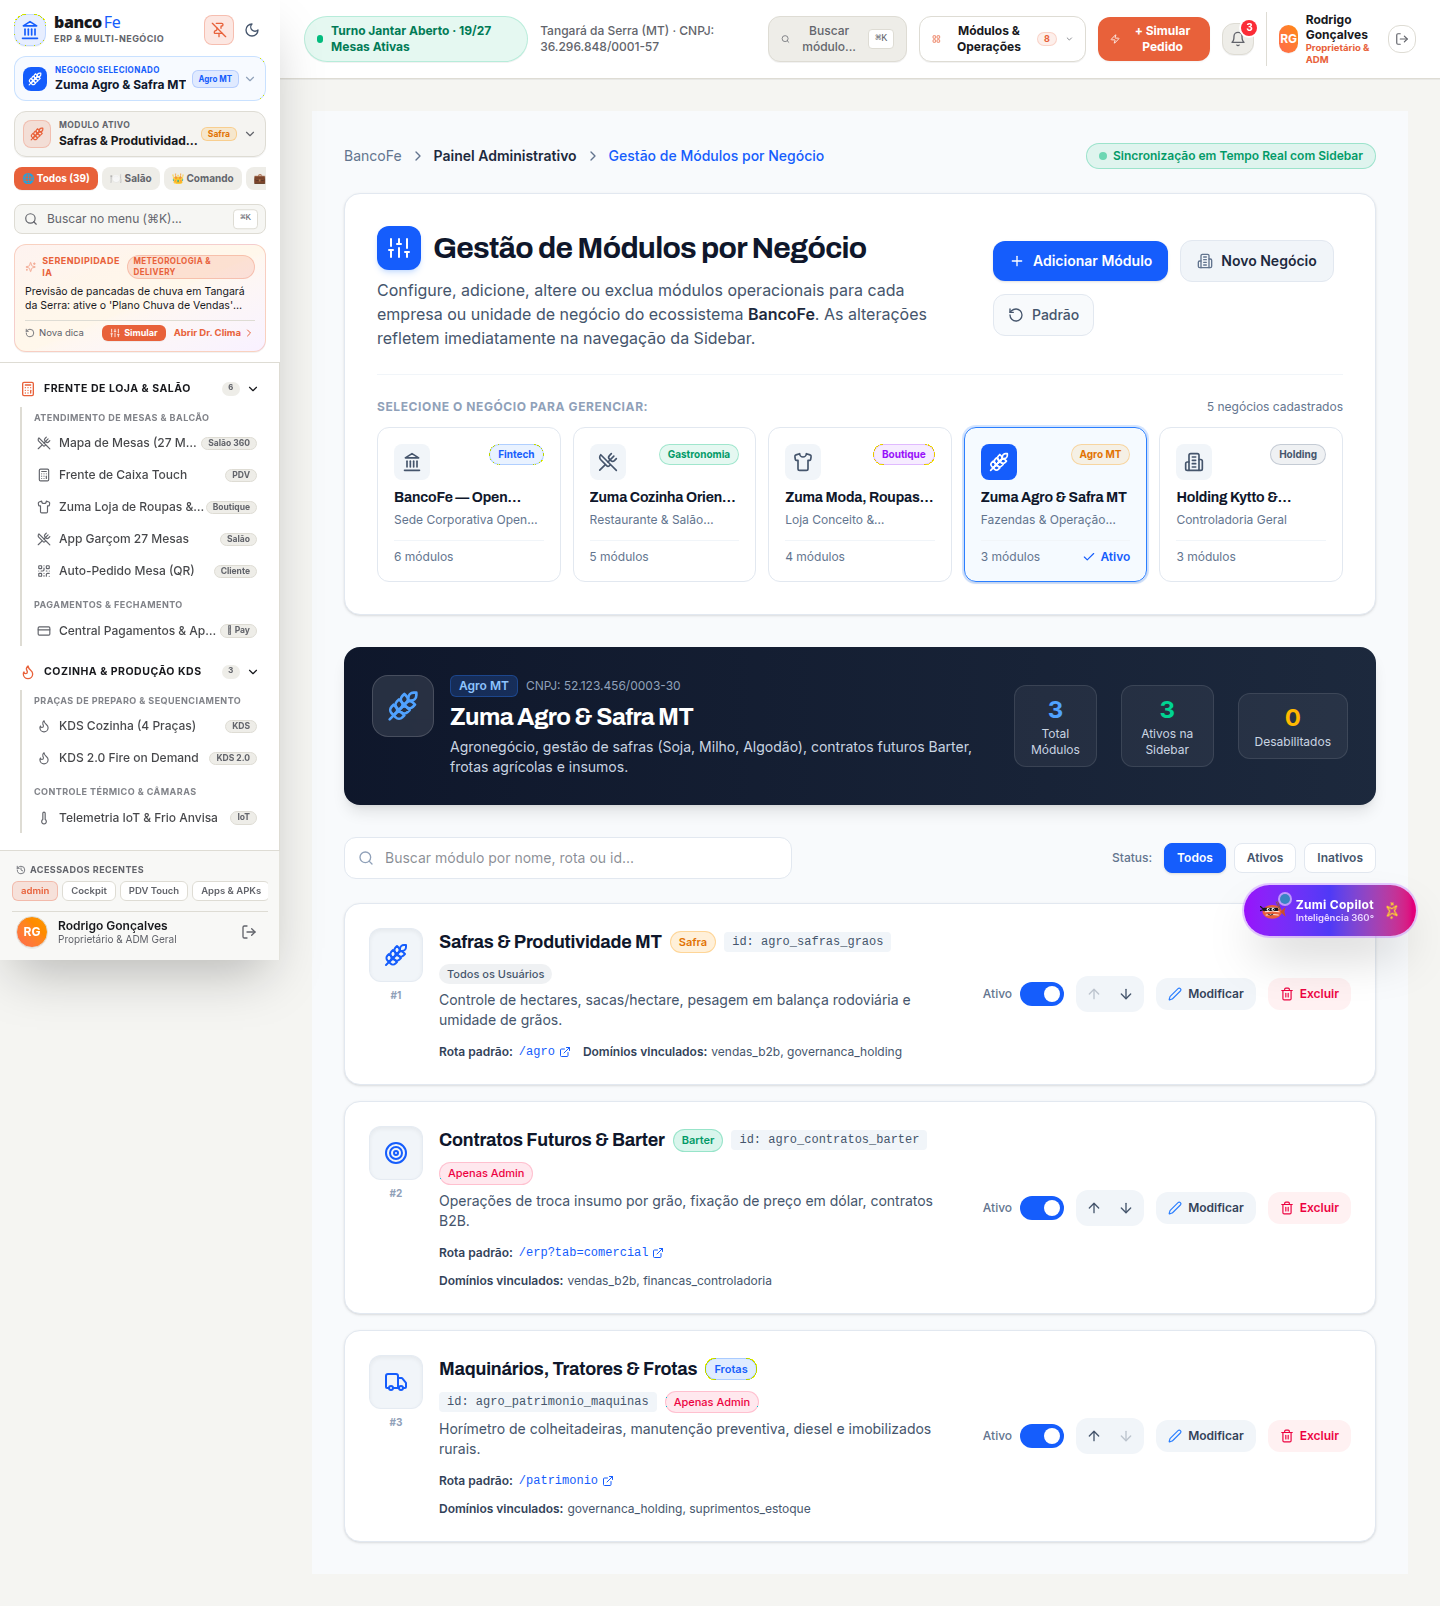 bancoFe
ERP & MULTI-NEGÓCIO
NEGÓCIO SELECIONADO
Zuma Agro & Safra MT
Agro MT
MÓDULO ATIVO
Safras & Produtividad...
Safra
Todos (39)
Salão
Comando
Buscar no menu (⌘K)...
⌘K
SERENDIPIDADE IA
METEOROLOGIA & DELIVERY
Previsão de pancadas de chuva em Tangará
da Serra: ative o 'Plano Chuva de Vendas'...
Nova dica
Simular
Abrir Dr. Clima
FRENTE DE LOJA & SALÃO
6
ATENDIMENTO DE MESAS & BALCÃO
Mapa de Mesas (27 M...
Salão 360
Frente de Caixa Touch
PDV
Zuma Loja de Roupas &...
Boutique
App Garçom 27 Mesas
Salão
Auto-Pedido Mesa (QR)
Cliente
PAGAMENTOS & FECHAMENTO
Central Pagamentos & Ap...
Pay
COZINHA & PRODUÇÃO KDS
3
PRAÇAS DE PREPARO & SEQUENCIAMENTO
KDS Cozinha (4 Praças)
KDS
KDS 2.0 Fire on Demand
KDS 2.0
CONTROLE TÉRMICO & CÂMARAS
Telemetria IoT & Frio Anvisa
IoT
ACESSADOS RECENTES
admin
Cockpit
PDV Touch
Apps & APKs
RG
Rodrigo Gonçalves
Proprietário & ADM Geral
Turno Jantar Aberto · 19/27
Mesas Ativas
Tangará da Serra (MT) · CNPJ:
36.296.848/0001-57
Buscar
módulo...
⌘K
Módulos &
Operações
8
+ Simular
Pedido
3
RG
Rodrigo
Gonçalves
Proprietário &
ADM
BancoFe
Painel Administrativo
Gestão de Módulos por Negócio
Sincronização em Tempo Real com Sidebar
Gestão de Módulos por Negócio
Configure, adicione, altere ou exclua módulos operacionais para cada
empresa ou unidade de negócio do ecossistema BancoFe. As alterações
refletem imediatamente na navegação da Sidebar.
Adicionar Módulo
Novo Negócio
Padrão
SELECIONE O NEGÓCIO PARA GERENCIAR:
5 negócios cadastrados
Fintech
BancoFe — Open...
Sede Corporativa Open...
6 módulos
Gastronomia
Zuma Cozinha Orien...
Restaurante & Salão...
5 módulos
Boutique
Zuma Moda, Roupas...
Loja Conceito &...
4 módulos
Agro MT
Zuma Agro & Safra MT
Fazendas & Operação...
3 módulos
Ativo
Holding
Holding Kytto &...
Controladoria Geral
3 módulos
Agro MT
CNPJ: 52.123.456/0003-30
Zuma Agro & Safra MT
Agronegócio, gestão de safras (Soja, Milho, Algodão), contratos futuros Barter,
frotas agrícolas e insumos.
3
Total
Módulos
3
Ativos na
Sidebar
0
Desabilitados
Buscar módulo por nome, rota ou id...
Status:
Todos
Ativos
Inativos
Zumi Copilot
Inteligência 360°
Safras & Produtividade MT
Safra
id: agro_safras_graos
Todos os Usuários
#1
Controle de hectares, sacas/hectare, pesagem em balança rodoviária e
umidade de grãos.
Rota padrão: /agro
Domínios vinculados: vendas_b2b, governanca_holding
Ativo
Modificar
Excluir
Contratos Futuros & Barter
Barter
id: agro_contratos_barter
Apenas Admin
#2
Operações de troca insumo por grão, fixação de preço em dólar, contratos
B2B.
Rota padrão: /erp?tab=comercial
Domínios vinculados: vendas_b2b, financas_controladoria
Ativo
Modificar
Excluir
Maquinários, Tratores & Frotas
Frotas
id: agro_patrimonio_maquinas
Apenas Admin
#3
Horímetro de colheitadeiras, manutenção preventiva, diesel e imobilizados
rurais.
Rota padrão: /patrimonio
Domínios vinculados: governanca_holding, suprimentos_estoque
Ativo
Modificar
Excluir